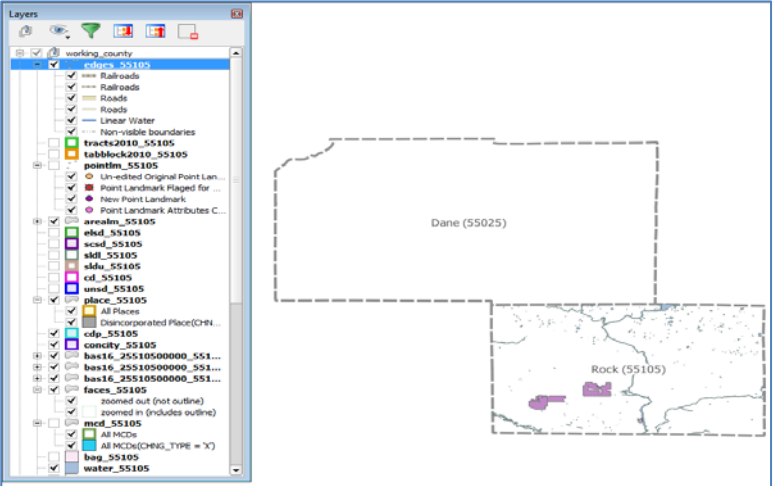 Layers
working_county
edges_55105
Railroads
Railroads
Roads
Roads
Linear Water
Non-visible boundaries
tracts2010_55105
tabblock2010_55105
pointlm_55105
Un-edited Original Point Lan...
Point Landmark Flaged for ...
New Point Landmark
Point Landmark Attributes C...
arealm_55105
elsd_55105
scsd_55105
sldl_55105
sldu_55105
cd_55105
unsd_55105
place_55105
All Places
Disincorporated Place(CHN...
cdp_55105
concity_55105
bas16_25510500000_551...
bas16_25510500000_551...
bas16_25510500000_551...
faces_55105
zoomed out (not outline)
zoomed in (includes outline)
mcd_55105
All MCDs
All MCDs(CHNG_TYPE = 'X')
bag_55105
water_55105
Dane (55025)
Rock (55105)